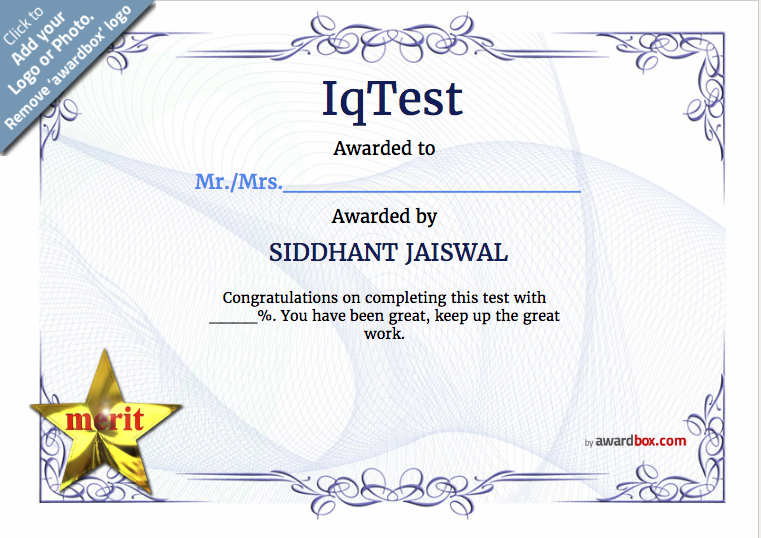 Click to
Add your
Logo or Photo.
Remove 'awardbox' logo
IqTest
Awarded to
Mr./Mrs.___________________________
Awarded by
SIDDHANT JAISWAL
Congratulations on completing this test with
_____%. You have been great, keep up the great
work.
merit
by awardbox.com